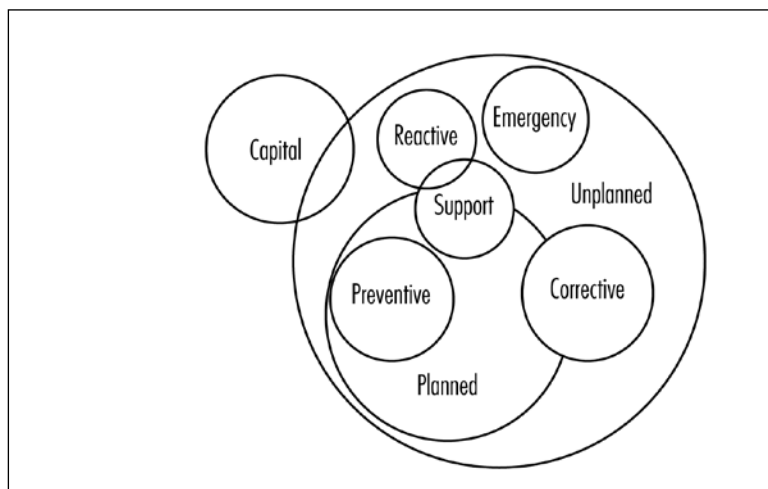 Emergency
Reactive
Capital
Unplanned
Support
Preventive
Corrective
Planned